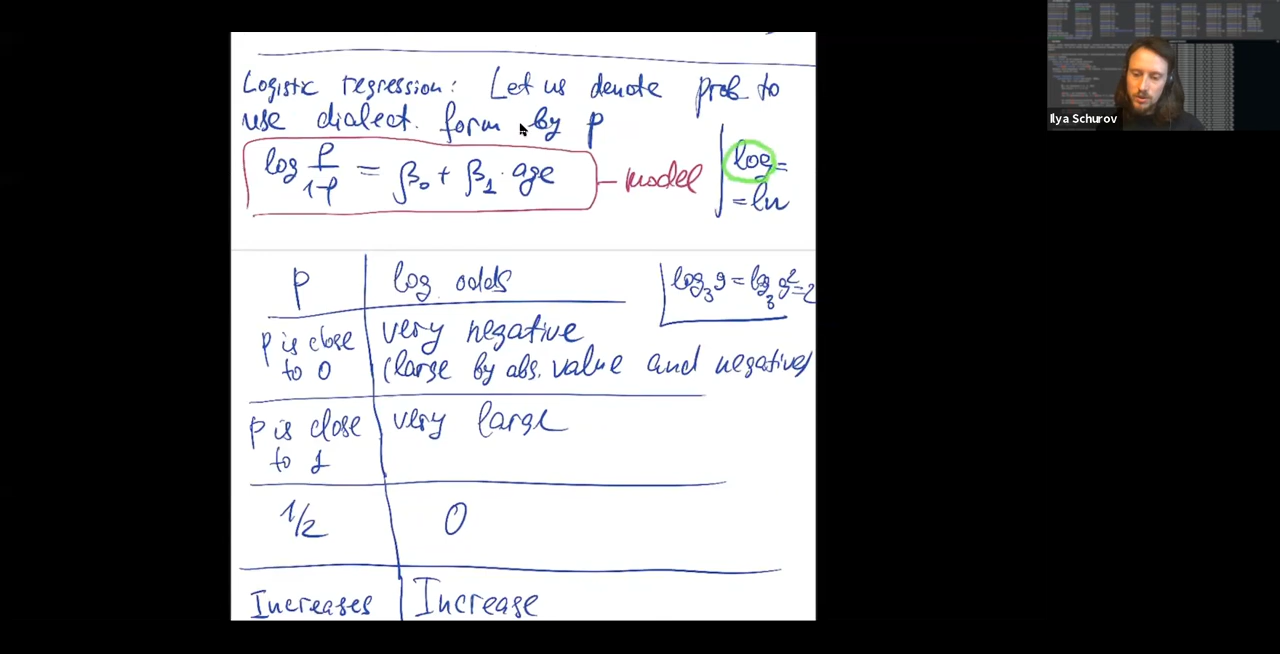 Logistic regression: Let us denote prob to
use dialect. form by p
log p/1-p = β₀ + β₁ · age
— model
log =
= ln
p | log odds
log₃ 9 = log₃ 3² = 2
p is close to 0 | very negative
(large by abs. value and negative)
p is close to 1 | very large
1/2 | 0
Increases | Increase
Ilya Schurov